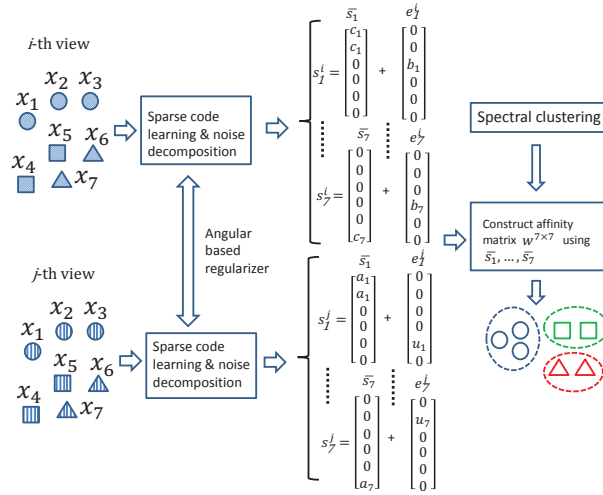 i-th view
x₁ x₂ x₃
x₄ x₅ x₆
x₇
Sparse code
learning & noise
decomposition
s̄₁
s₁ⁱ =
c₁
c₁
0
0
0
0
+
e₁ⁱ
0
0
b₁
0
0
0
s̄₇
s₇ⁱ =
0
0
0
0
0
c₇
+
e₇ⁱ
0
0
0
b₇
0
0
Angular
based
regularizer
j-th view
x₁ x₂ x₃
x₄ x₅ x₆
x₇
Sparse code
learning & noise
decomposition
s̄₁
s₁ʲ =
a₁
a₁
0
0
0
0
+
e₁ʲ
0
0
0
0
0
u₁
0
s̄₇
s₇ʲ =
0
0
0
0
0
a₇
+
e₇ʲ
0
u₇
0
0
0
0
Spectral clustering
Construct affinity
matrix w⁷ˣ⁷ using
s̄₁, ..., s̄₇